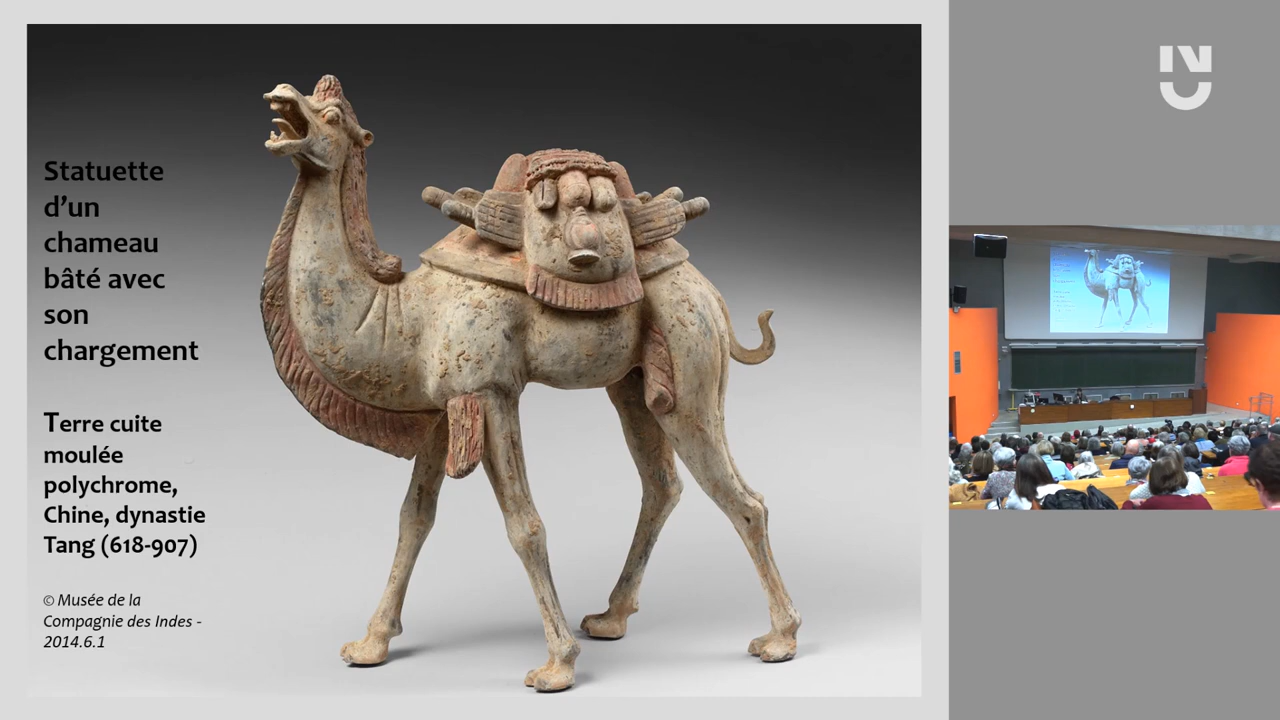 Statuette
d'un
chameau
bâté avec
son
chargement
Terre cuite
moulée
polychrome,
Chine, dynastie
Tang (618-907)
© Musée de la
Compagnie des Indes -
2014.6.1